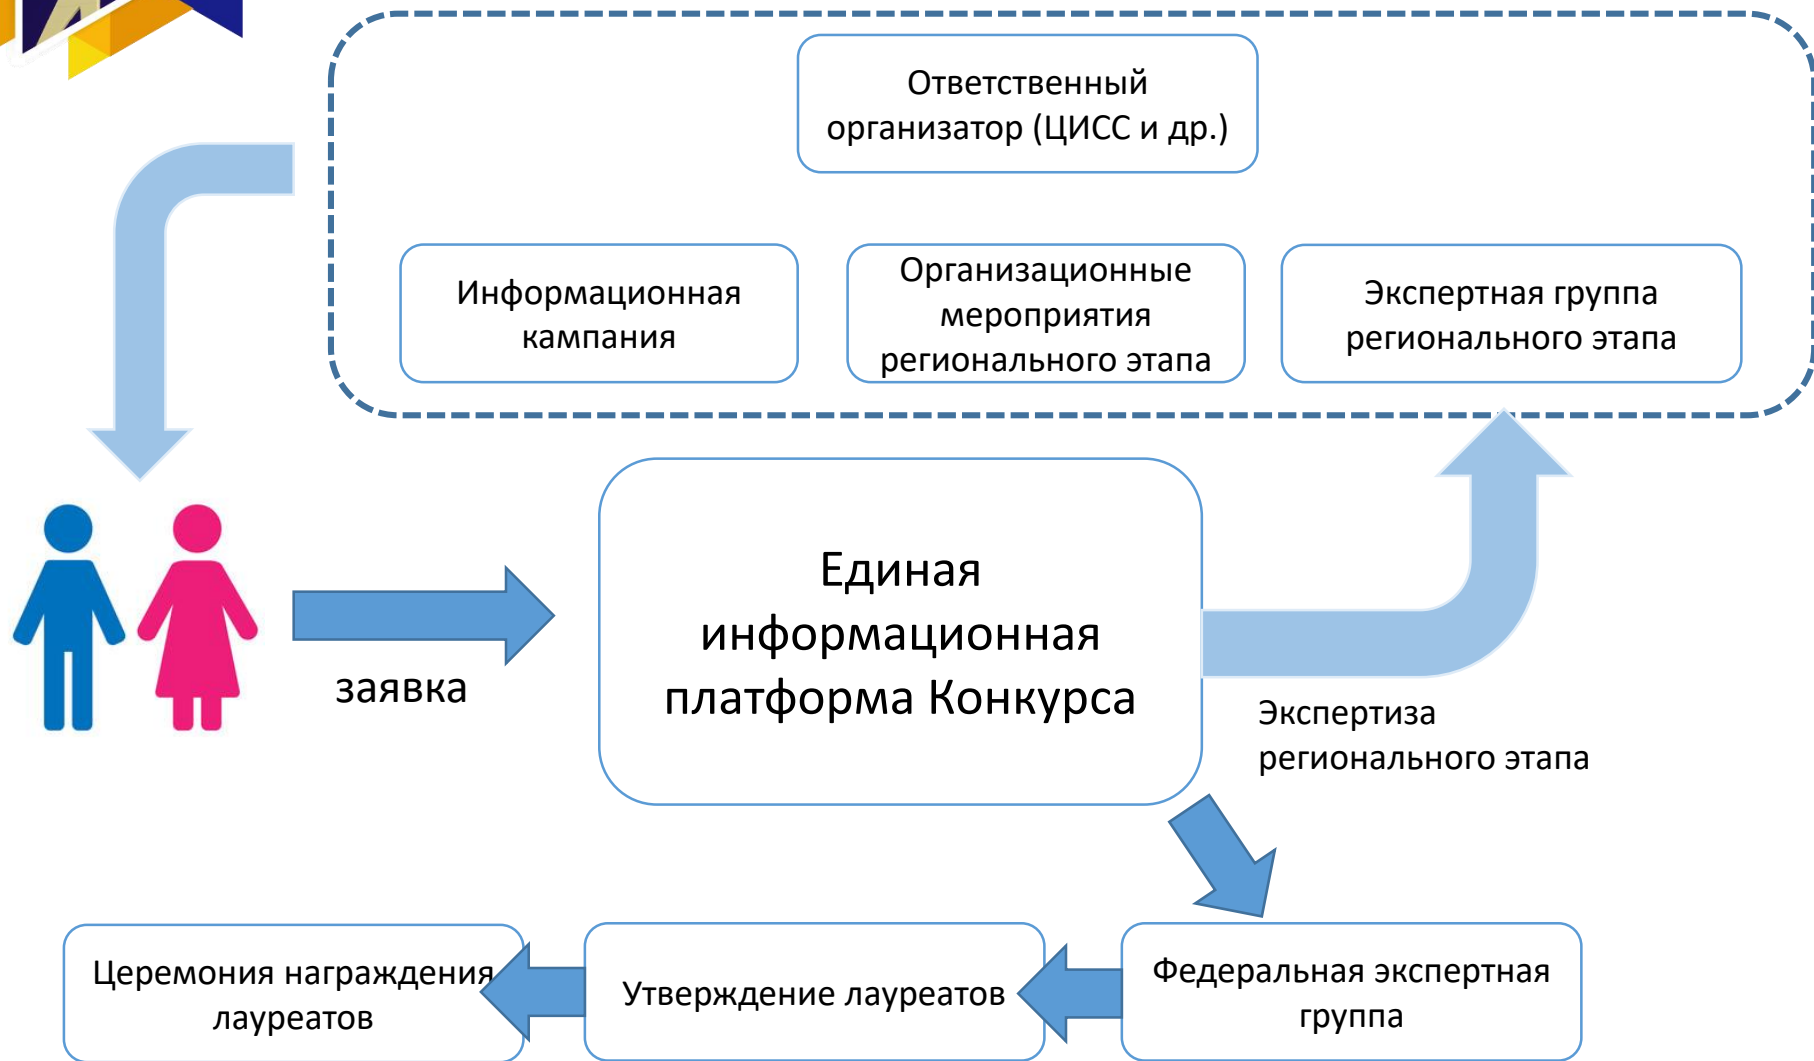 Ответственный
организатор (ЦИСС и др.)
Информационная
кампания
Организационные
мероприятия
регионального этапа
Экспертная группа
регионального этапа
Единая
информационная
платформа Конкурса
заявка
Экспертиза
регионального этапа
Церемония награждения
лауреатов
Утверждение лауреатов
Федеральная экспертная
группа